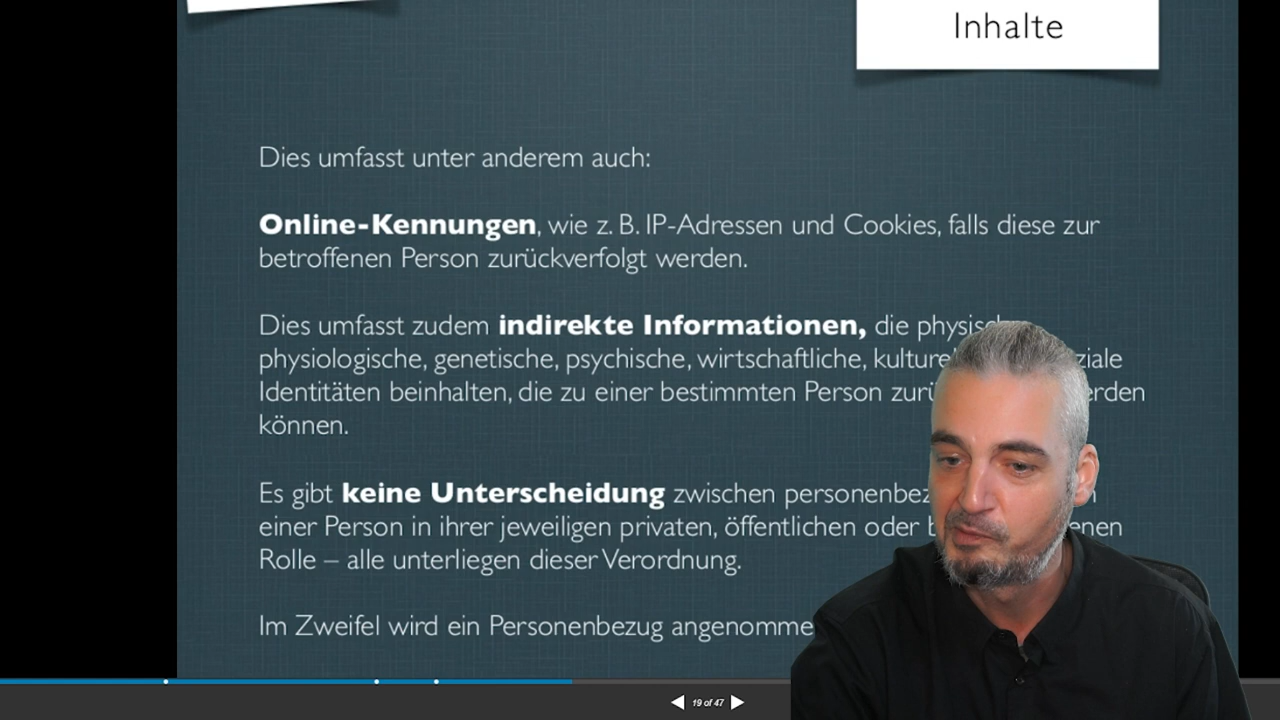 Inhalte
Dies umfasst unter anderem auch:
Online-Kennungen, wie z. B. IP-Adressen und Cookies, falls diese zur
betroffenen Person zurückverfolgt werden.
Dies umfasst zudem indirekte Informationen, die
physiologische, genetische, psychische, wirtschaftliche,
Identitäten beinhalten, die zu einer bestimmten Person
können.
Es gibt keine Unterscheidung zwischen
einer Person in ihrer jeweiligen privaten, öffentlichen oder
Rolle – alle unterliegen dieser Verordnung.
Im Zweifel wird ein Personenbezug
19 of 47